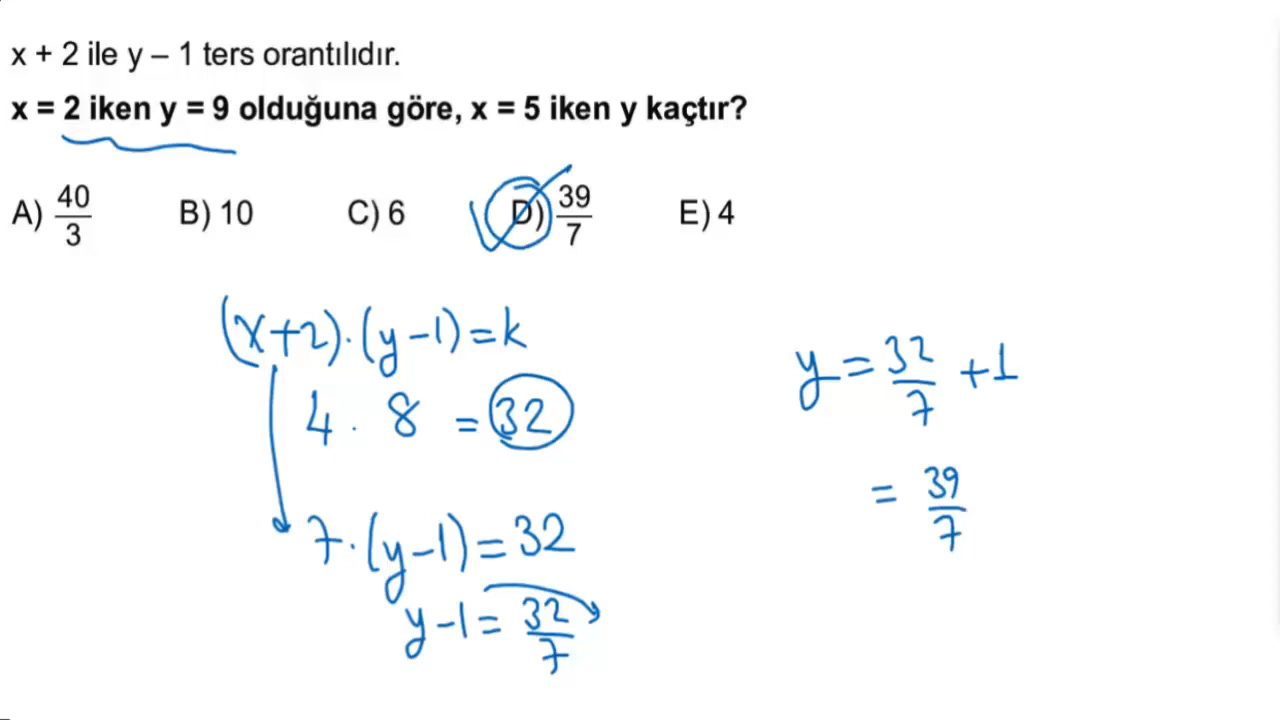 x + 2 ile y – 1 ters orantılıdır.
x = 2 iken y = 9 olduğuna göre, x = 5 iken y kaçtır?
A) 40/3 B) 10 C) 6 D) 39/7 E) 4
(x+2)·(y-1)=k
4 · 8 = 32
7·(y-1)=32
y-1=32/7
y=32/7+1
=39/7